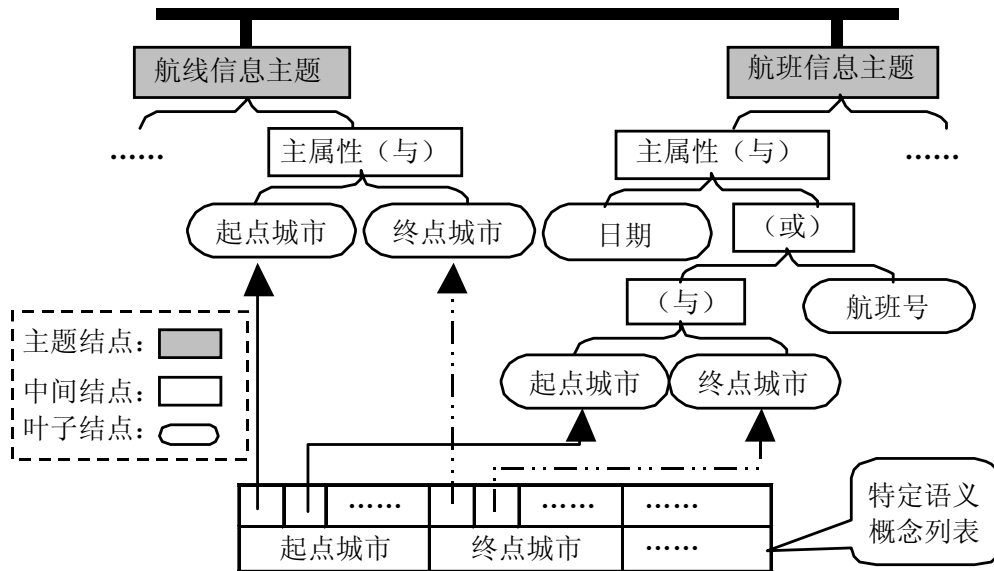 航线信息主题
航班信息主题
……
主属性（与）
主属性（与）
……
起点城市
终点城市
日期
（或）
（与）
航班号
主题结点：
中间结点：
叶子结点：
起点城市
终点城市
……
……
……
起点城市
终点城市
……
特定语义
概念列表